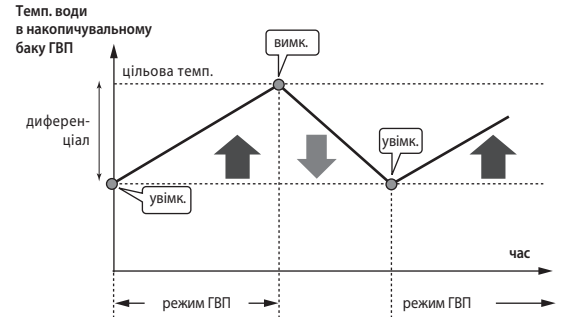 Темп. води
в накопичувальному
баку ГВП
вимк.
цільова темп.
диферен-
ціал
увімк.
увімк.
час
режим ГВП
режим ГВП